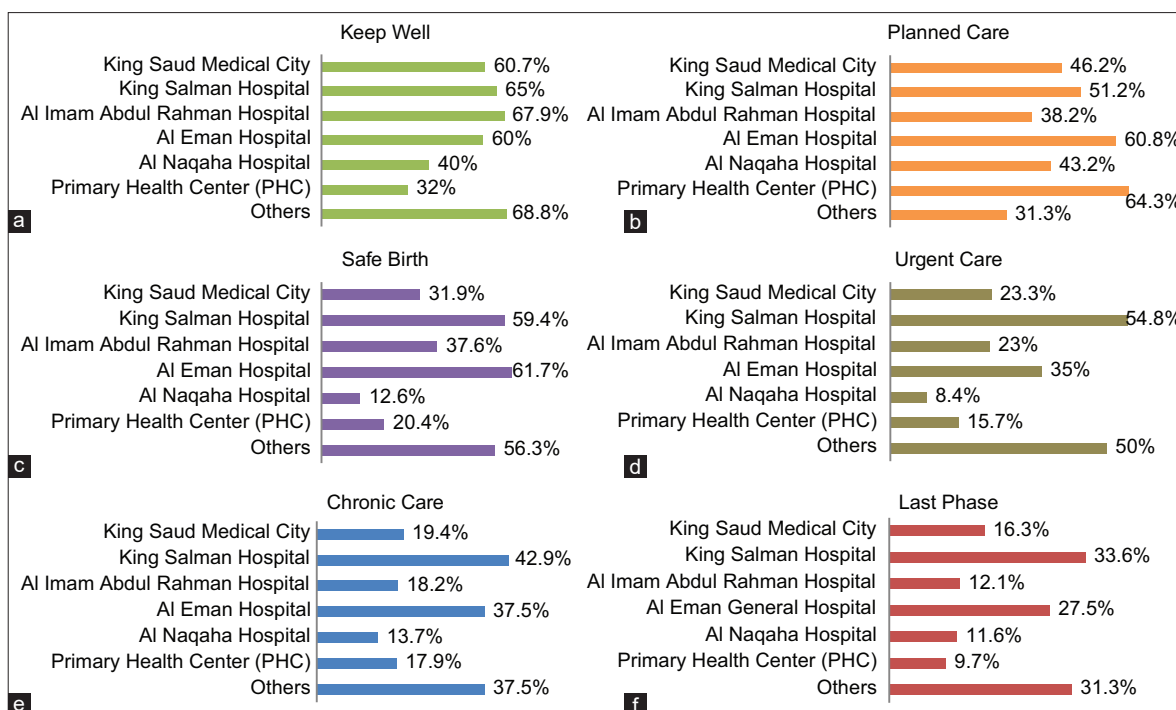 Keep Well
King Saud Medical City 60.7%
King Salman Hospital 65%
Al Imam Abdul Rahman Hospital 67.9%
Al Eman Hospital 60%
Al Naqaha Hospital 40%
Primary Health Center (PHC) 32%
Others 68.8%
a
Planned Care
King Saud Medical City 46.2%
King Salman Hospital 51.2%
Al Imam Abdul Rahman Hospital 38.2%
Al Eman Hospital 60.8%
Al Naqaha Hospital 43.2%
Primary Health Center (PHC) 64.3%
Others 31.3%
b
Safe Birth
King Saud Medical City 31.9%
King Salman Hospital 59.4%
Al Imam Abdul Rahman Hospital 37.6%
Al Eman Hospital 61.7%
Al Naqaha Hospital 12.6%
Primary Health Center (PHC) 20.4%
Others 56.3%
c
Urgent Care
King Saud Medical City 23.3%
King Salman Hospital 54.8%
Al Imam Abdul Rahman Hospital 23%
Al Eman Hospital 35%
Al Naqaha Hospital 8.4%
Primary Health Center (PHC) 15.7%
Others 50%
d
Chronic Care
King Saud Medical City 19.4%
King Salman Hospital 42.9%
Al Imam Abdul Rahman Hospital 18.2%
Al Eman Hospital 37.5%
Al Naqaha Hospital 13.7%
Primary Health Center (PHC) 17.9%
Others 37.5%
e
Last Phase
King Saud Medical City 16.3%
King Salman Hospital 33.6%
Al Imam Abdul Rahman Hospital 12.1%
Al Eman General Hospital 27.5%
Al Naqaha Hospital 11.6%
Primary Health Center (PHC) 9.7%
Others 31.3%
f